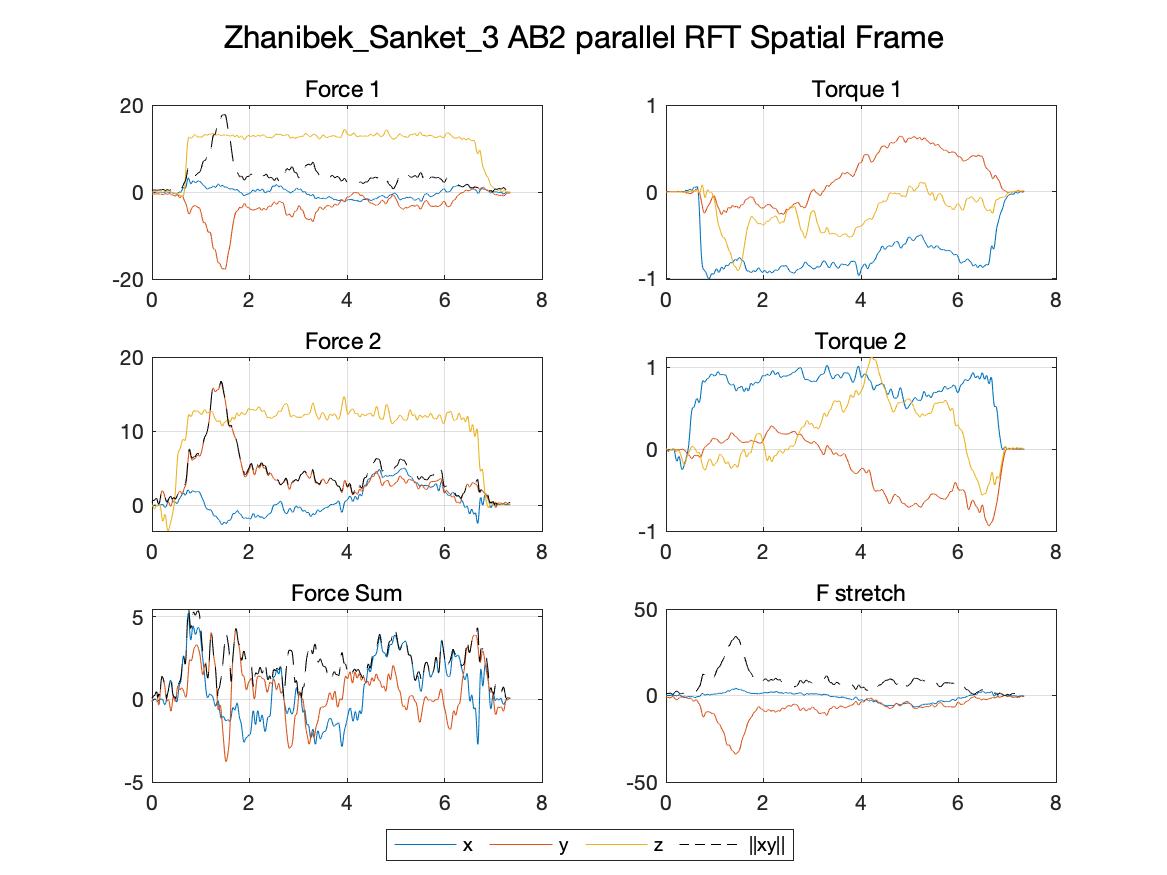 Zhanibek_Sanket_3 AB2 parallel RFT Spatial Frame
Force 1
20
0
-20
0 2 4 6 8
Torque 1
1
0
-1
0 2 4 6 8
Force 2
20
10
0
0 2 4 6 8
Torque 2
1
0
-1
0 2 4 6 8
Force Sum
5
0
-5
0 2 4 6 8
F stretch
50
0
-50
0 2 4 6 8
x y z ||xy||